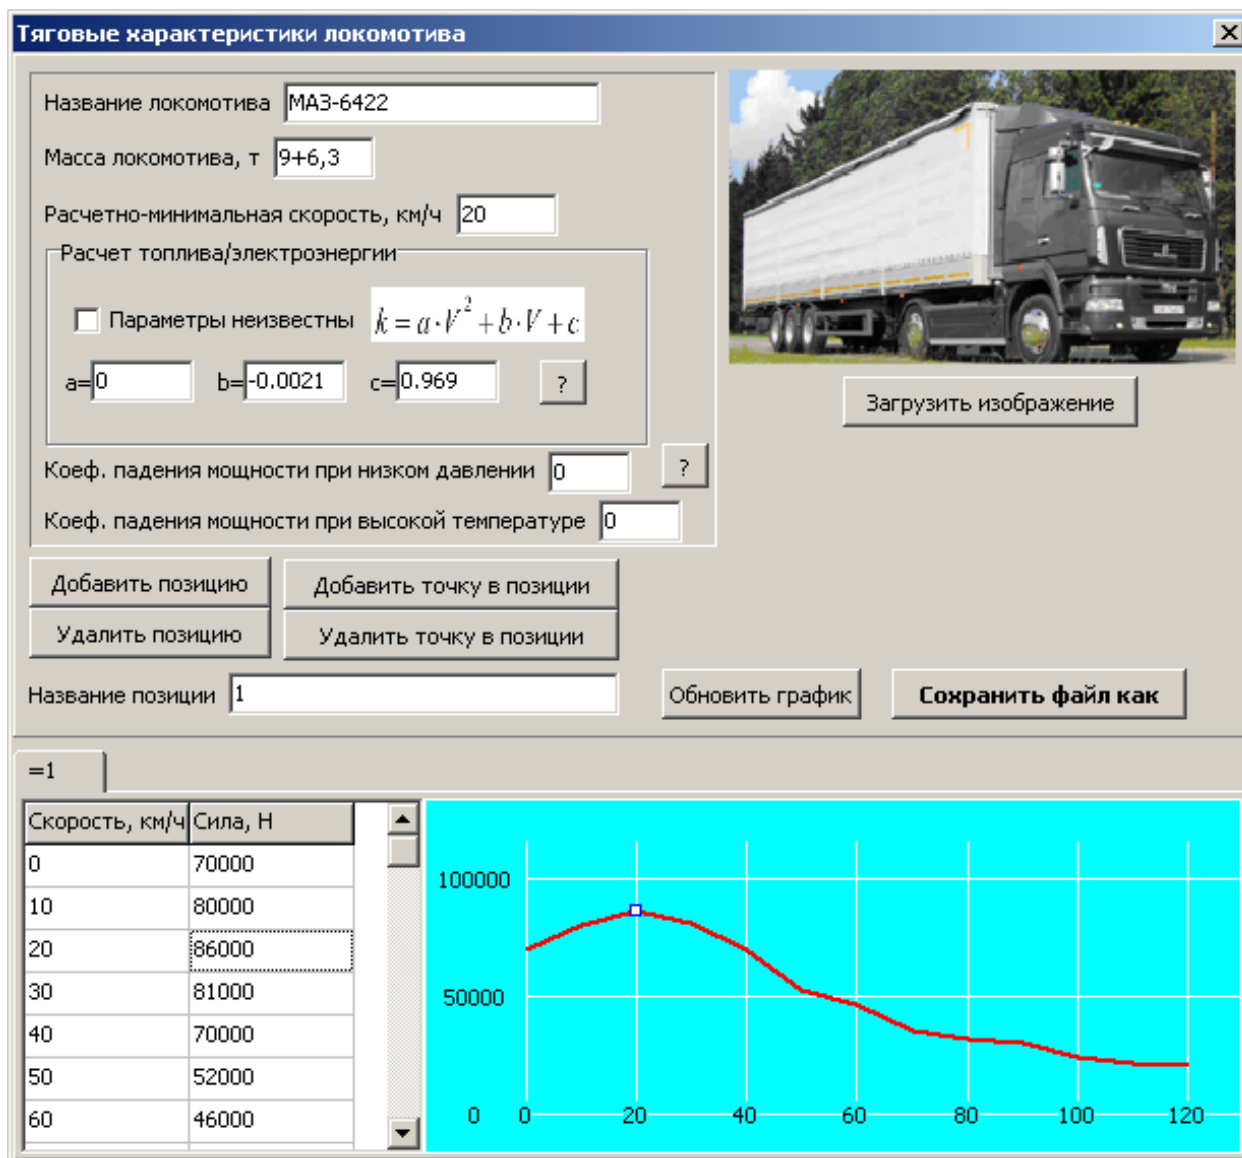 Тяговые характеристики локомотива
Название локомотива МАЗ-6422
Масса локомотива, т 9+6,3
Расчетно-минимальная скорость, км/ч 20
Расчет топлива/электроэнергии
Параметры неизвестны k = a·V² + b·V + c
a= 0 b= -0.0021 c= 0.969 ?
Загрузить изображение
Коеф. падения мощности при низком давлении 0 ?
Коеф. падения мощности при высокой температуре 0
Добавить позицию Добавить точку в позиции
Удалить позицию Удалить точку в позиции
Название позиции 1 Обновить график Сохранить файл как
=1
Скорость, км/ч Сила, Н
0 70000
10 80000
20 86000
30 81000
40 70000
50 52000
60 46000
100000
50000
0 0 20 40 60 80 100 120